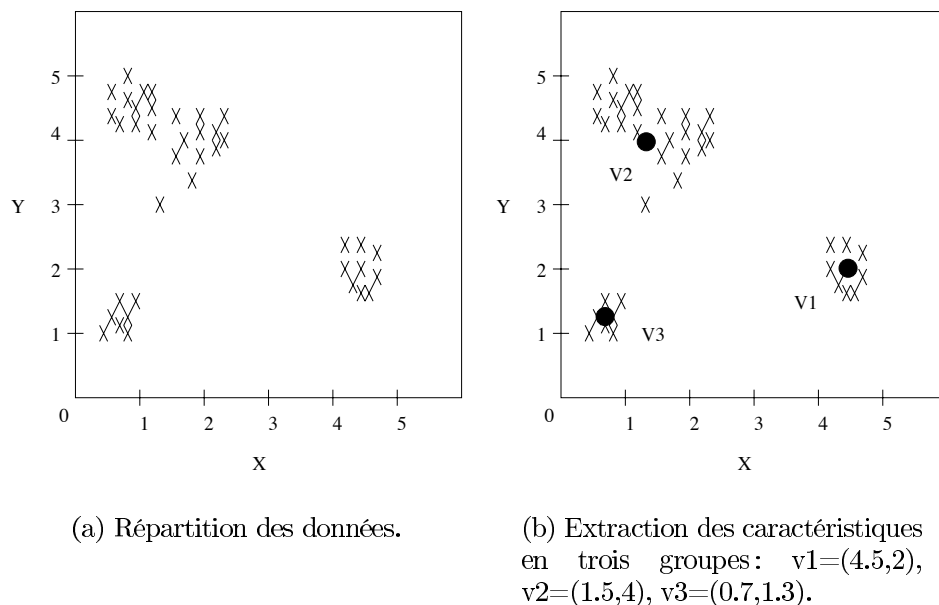 5
4
Y
3
2
1
0
1
2
3
4
5
X
(a) Répartition des données.
5
4
V2
Y
3
2
V1
1
V3
0
1
2
3
4
5
X
(b) Extraction des caractéristiques
en trois groupes: v1=(4.5,2),
v2=(1.5,4), v3=(0.7,1.3).